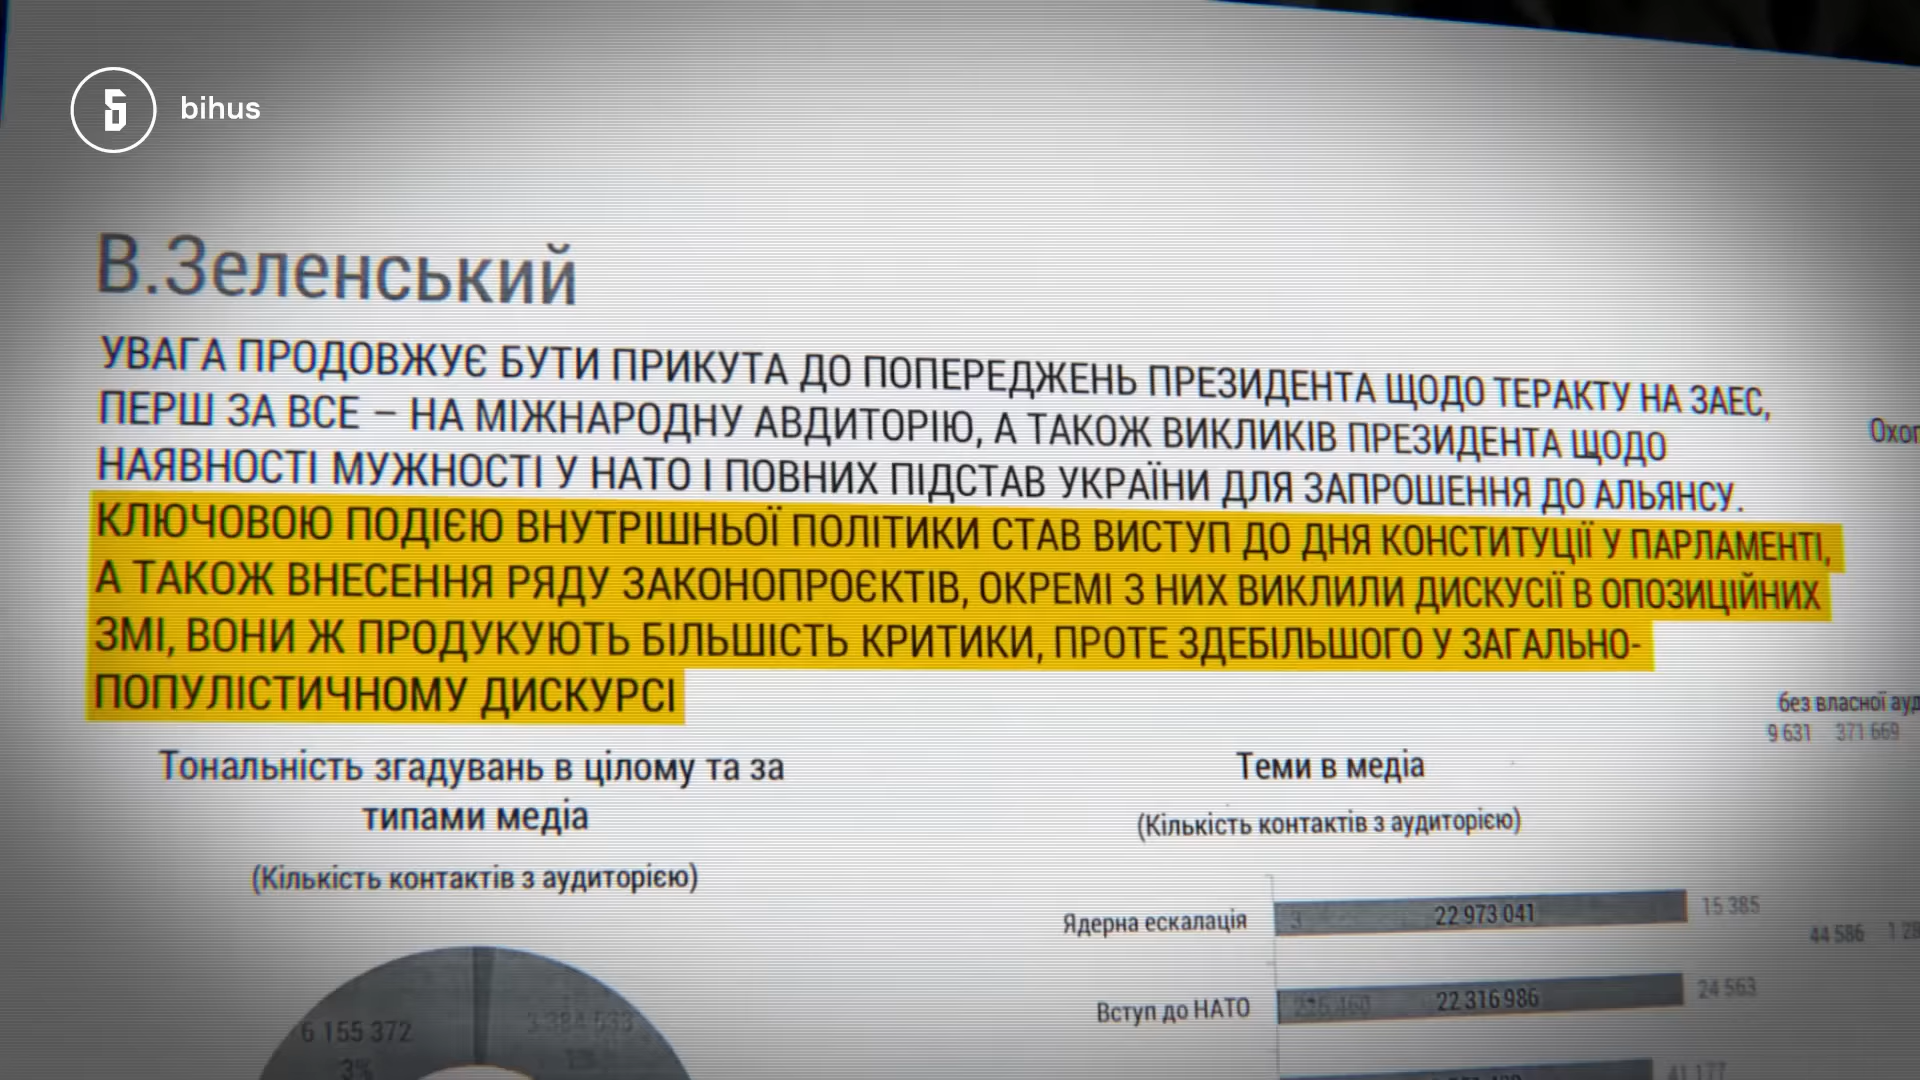 bihus
В.Зеленський
УВАГА ПРОДОВЖУЄ БУТИ ПРИКУТА ДО ПОПЕРЕДЖЕНЬ ПРЕЗИДЕНТА ЩОДО ТЕРАКТУ НА ЗАЕС,
ПЕРШ ЗА ВСЕ – НА МІЖНАРОДНУ АВДИТОРІЮ, А ТАКОЖ ВИКЛИКІВ ПРЕЗИДЕНТА ЩОДО
НАЯВНОСТІ МУЖНОСТІ У НАТО І ПОВНИХ ПІДСТАВ УКРАЇНИ ДЛЯ ЗАПРОШЕННЯ ДО АЛЬЯНСУ.
КЛЮЧОВОЮ ПОДІЄЮ ВНУТРІШНЬОЇ ПОЛІТИКИ СТАВ ВИСТУП ДО ДНЯ КОНСТИТУЦІЇ У ПАРЛАМЕНТІ,
А ТАКОЖ ВНЕСЕННЯ РЯДУ ЗАКОНОПРОЄКТІВ, ОКРЕМІ З НИХ ВИКЛИЛИ ДИСКУСІЇ В ОПОЗИЦІЙНИХ
ЗМІ, ВОНИ Ж ПРОДУКУЮТЬ БІЛЬШІСТЬ КРИТИКИ, ПРОТЕ ЗДЕБІЛЬШОГО У ЗАГАЛЬНО-
ПОПУЛІСТИЧНОМУ ДИСКУРСІ
Тональність згадувань в цілому та за
типами медіа
(Кількість контактів з аудиторією)
6 155 372
3%
Теми в медіа
(Кількість контактів з аудиторією)
Ядерна ескалація
22 973 041
15 385
Вступ до НАТО
22 316 986
24 563
41 177
без власної
9 631 371 669
44 586